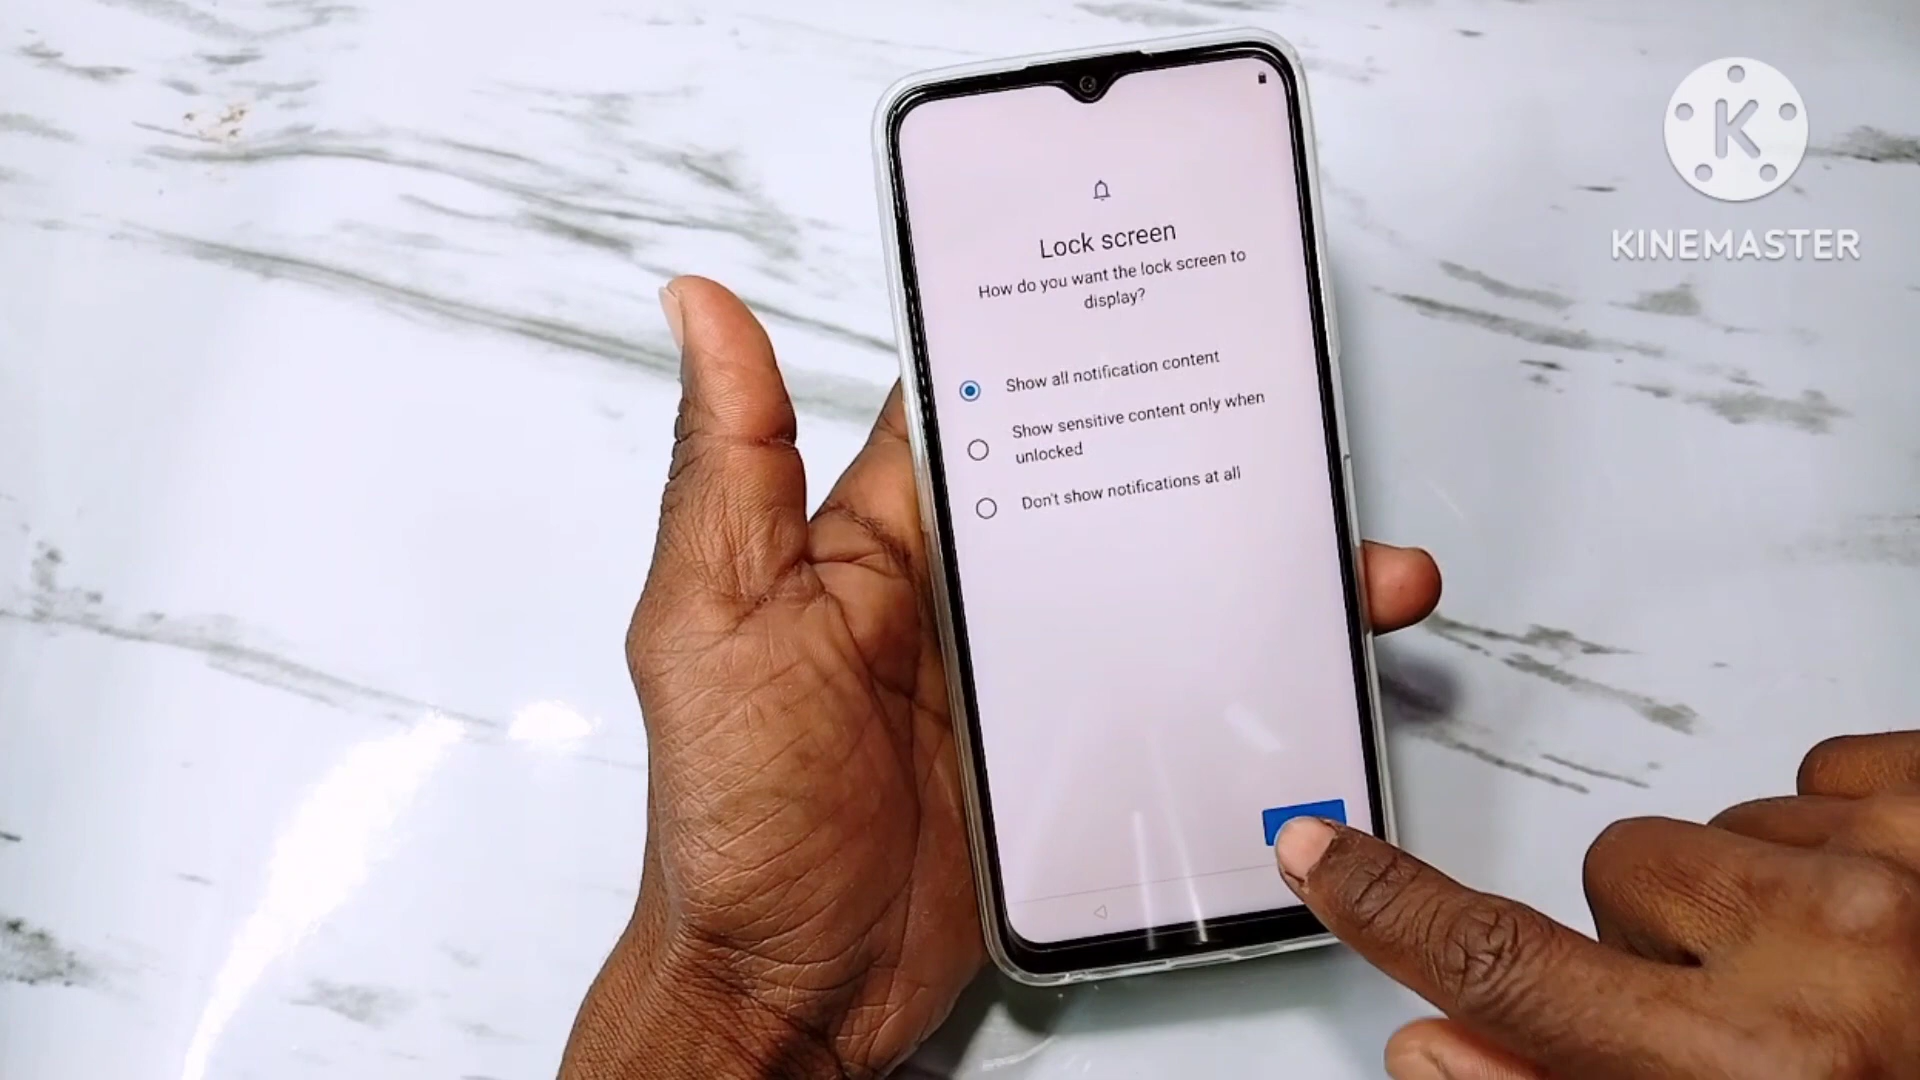 K
KINEMASTER
Lock screen
How do you want the lock screen to
display?
Show all notification content
Show sensitive content only when
unlocked
Don't show notifications at all